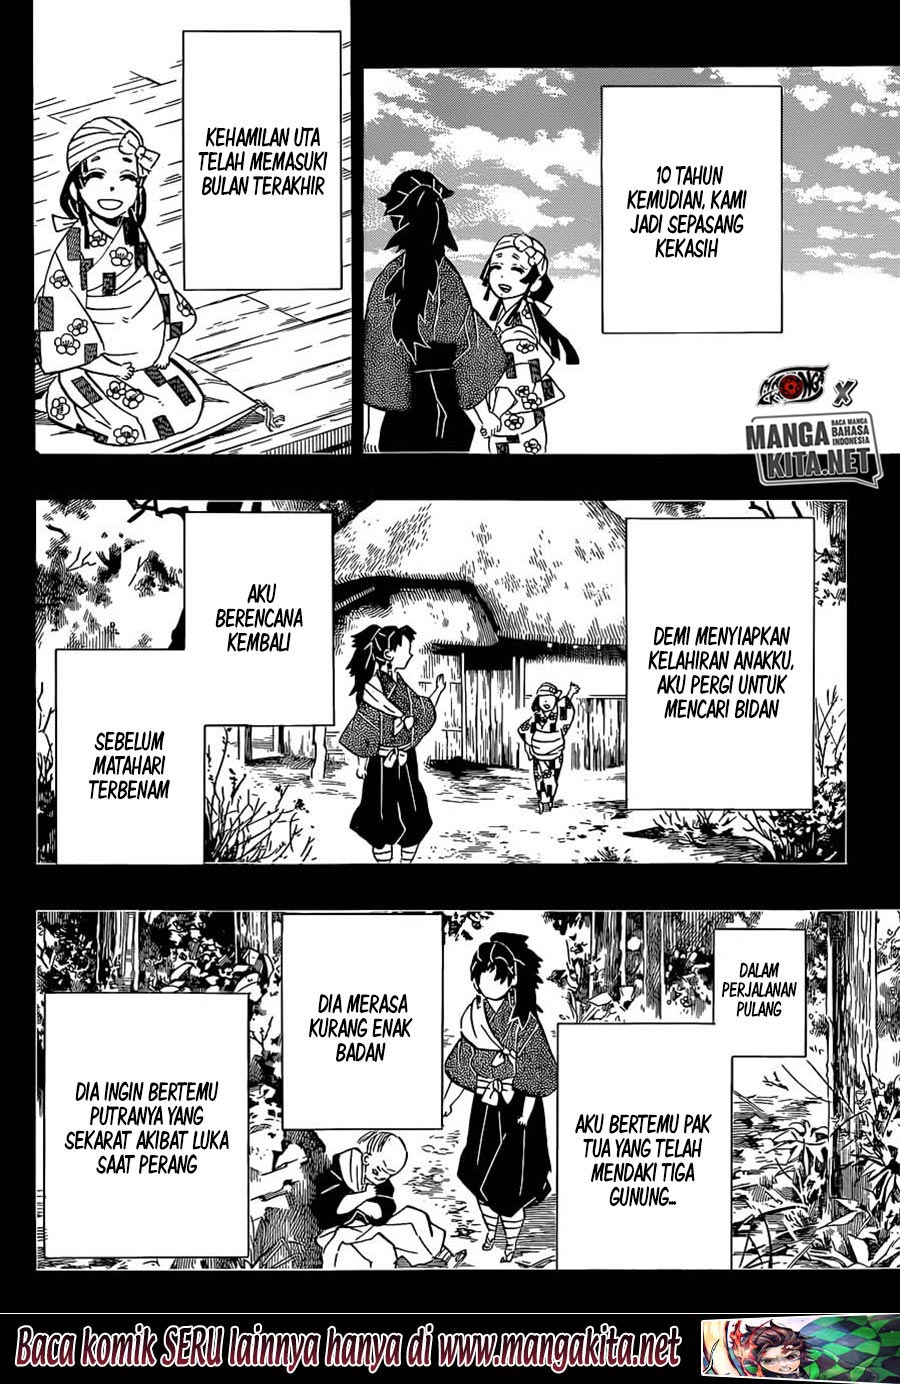 10 TAHUN
KEMUDIAN, KAMI
JADI SEPASANG
KEKASIH
KEHAMILAN UTA
TELAH MEMASUKI
BULAN TERAKHIR
MANGA
BACA MANGA
BAHASA
INDONESIA
KITA.NET
X
DEMI MENYIAPKAN
KELAHIRAN ANAKKU,
AKU PERGI UNTUK
MENCARI BIDAN
AKU
BERENCANA
KEMBALI
SEBELUM
MATAHARI
TERBENAM
DALAM
PERJALANAN
PULANG
AKU BERTEMU PAK
TUA YANG TELAH
MENDAKI TIGA
GUNUNG...
DIA MERASA
KURANG ENAK
BADAN
DIA INGIN BERTEMU
PUTRANYA YANG
SEKARAT AKIBAT LUKA
SAAT PERANG
Baca komik SERU lainnya hanya di www.mangakita.net